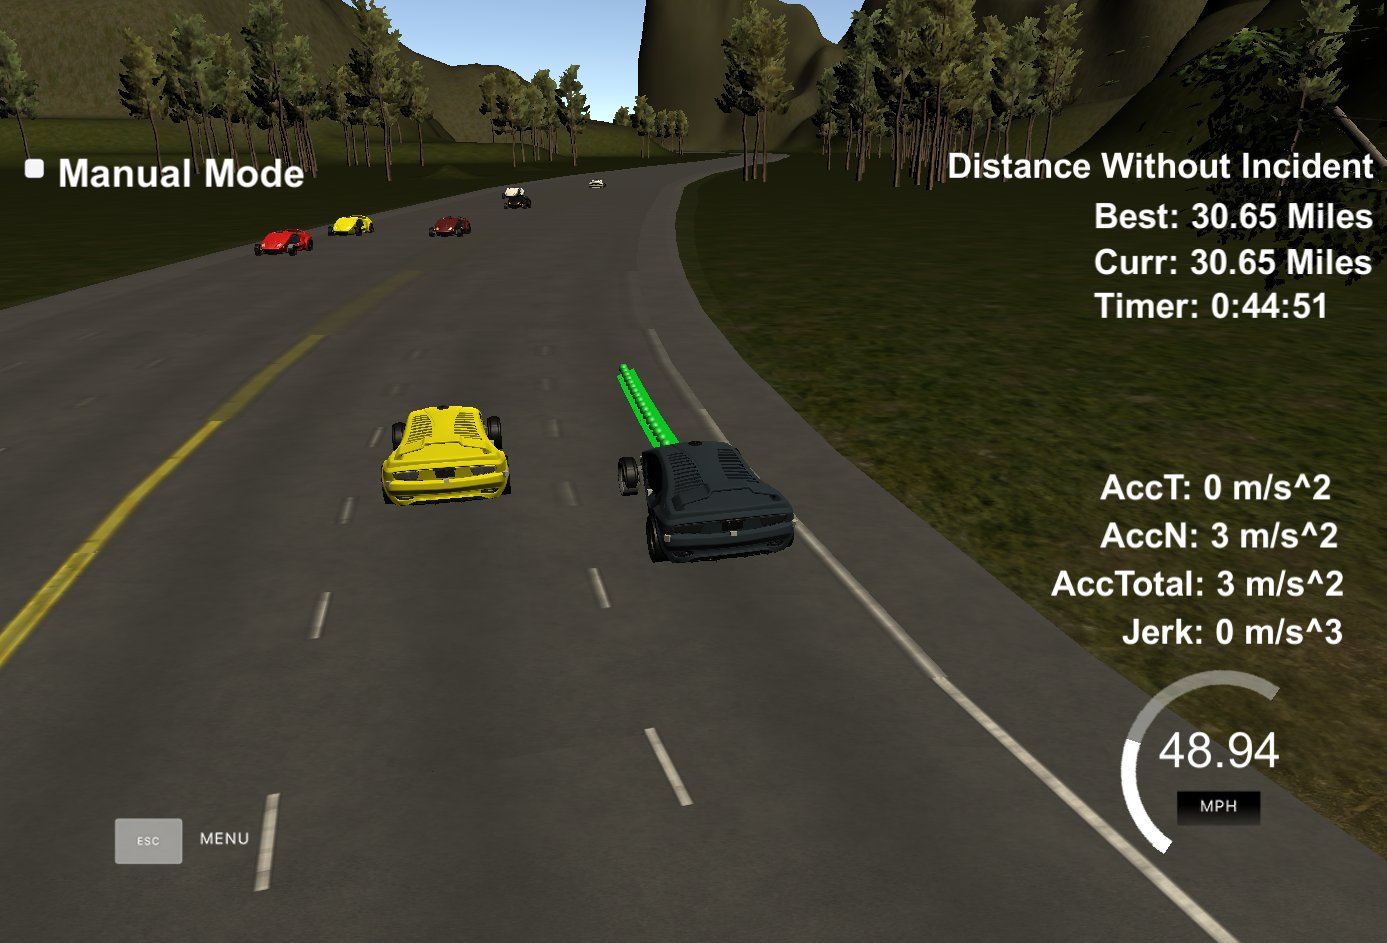 Manual Mode
Distance Without Incident
Best: 30.65 Miles
Curr: 30.65 Miles
Timer: 0:44:51
AccT: 0 m/s^2
AccN: 3 m/s^2
AccTotal: 3 m/s^2
Jerk: 0 m/s^3
48.94
MPH
ESC MENU